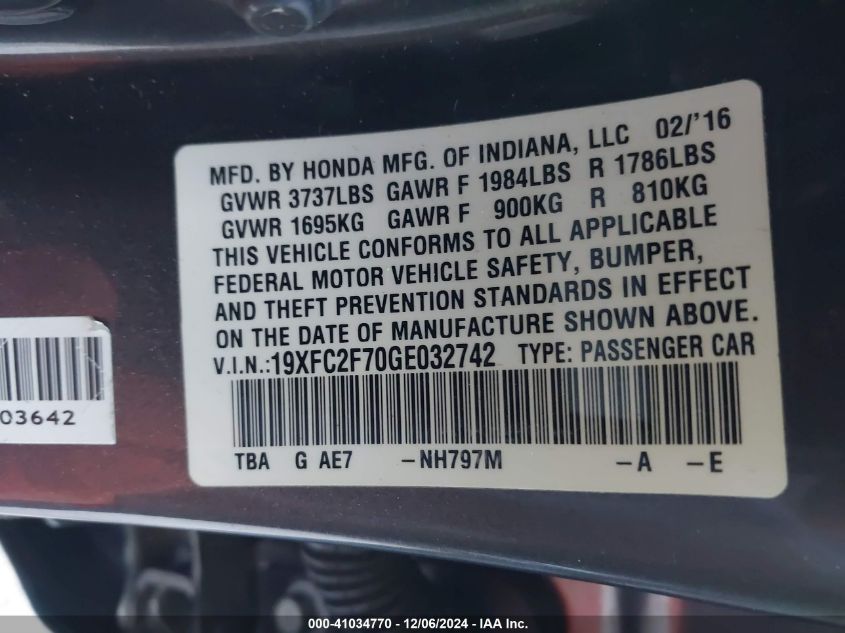 MFD. BY HONDA MFG. OF INDIANA, LLC 02/'16
GVWR 3737LBS GAWR F 1984LBS R 1786LBS
GVWR 1695KG GAWR F 900KG R 810KG
THIS VEHICLE CONFORMS TO ALL APPLICABLE
FEDERAL MOTOR VEHICLE SAFETY, BUMPER,
AND THEFT PREVENTION STANDARDS IN EFFECT
ON THE DATE OF MANUFACTURE SHOWN ABOVE.
V.I.N.:19XFC2F70GE032742 TYPE: PASSENGER CAR
TBA G AE7 -NH797M -A -E
03642
000-41034770 - 12/06/2024 - IAA Inc.